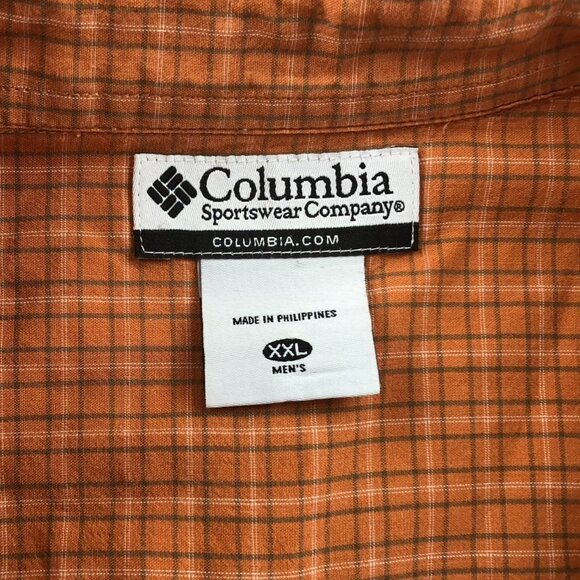 Columbia
Sportswear Company®
COLUMBIA.COM
MADE IN PHILIPPINES
XXL
MEN'S